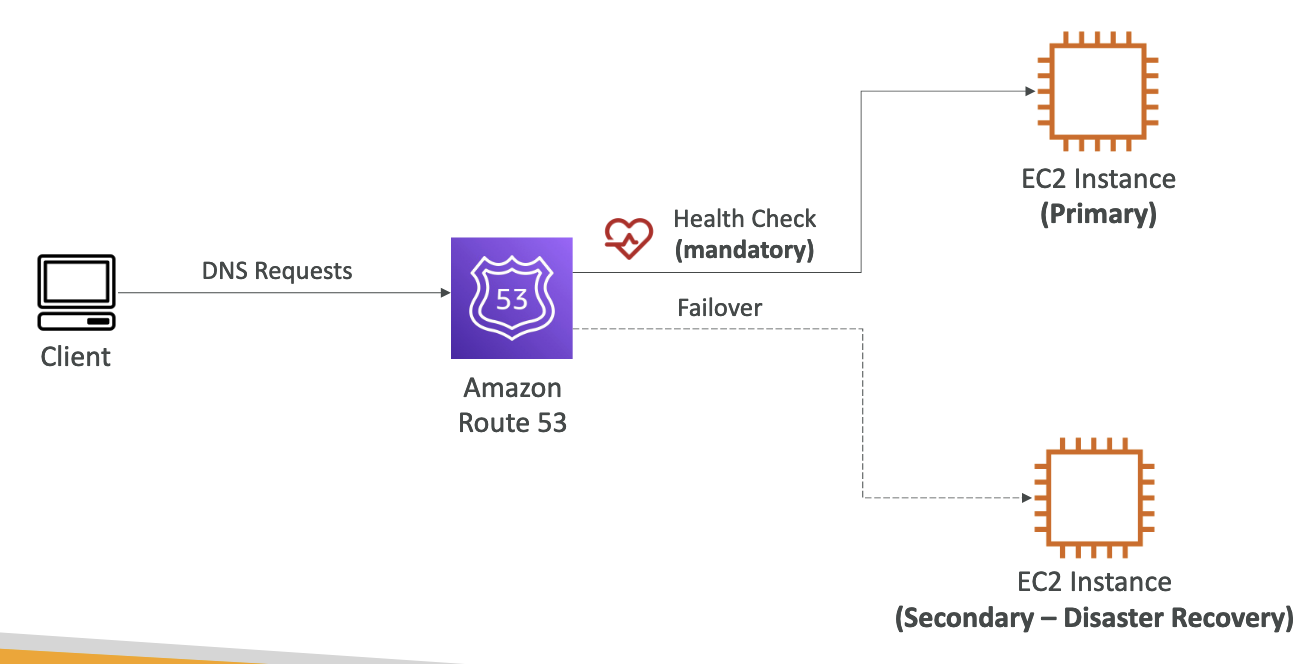 Client
DNS Requests
53
Amazon
Route 53
Health Check
(mandatory)
Failover
EC2 Instance
(Primary)
EC2 Instance
(Secondary – Disaster Recovery)